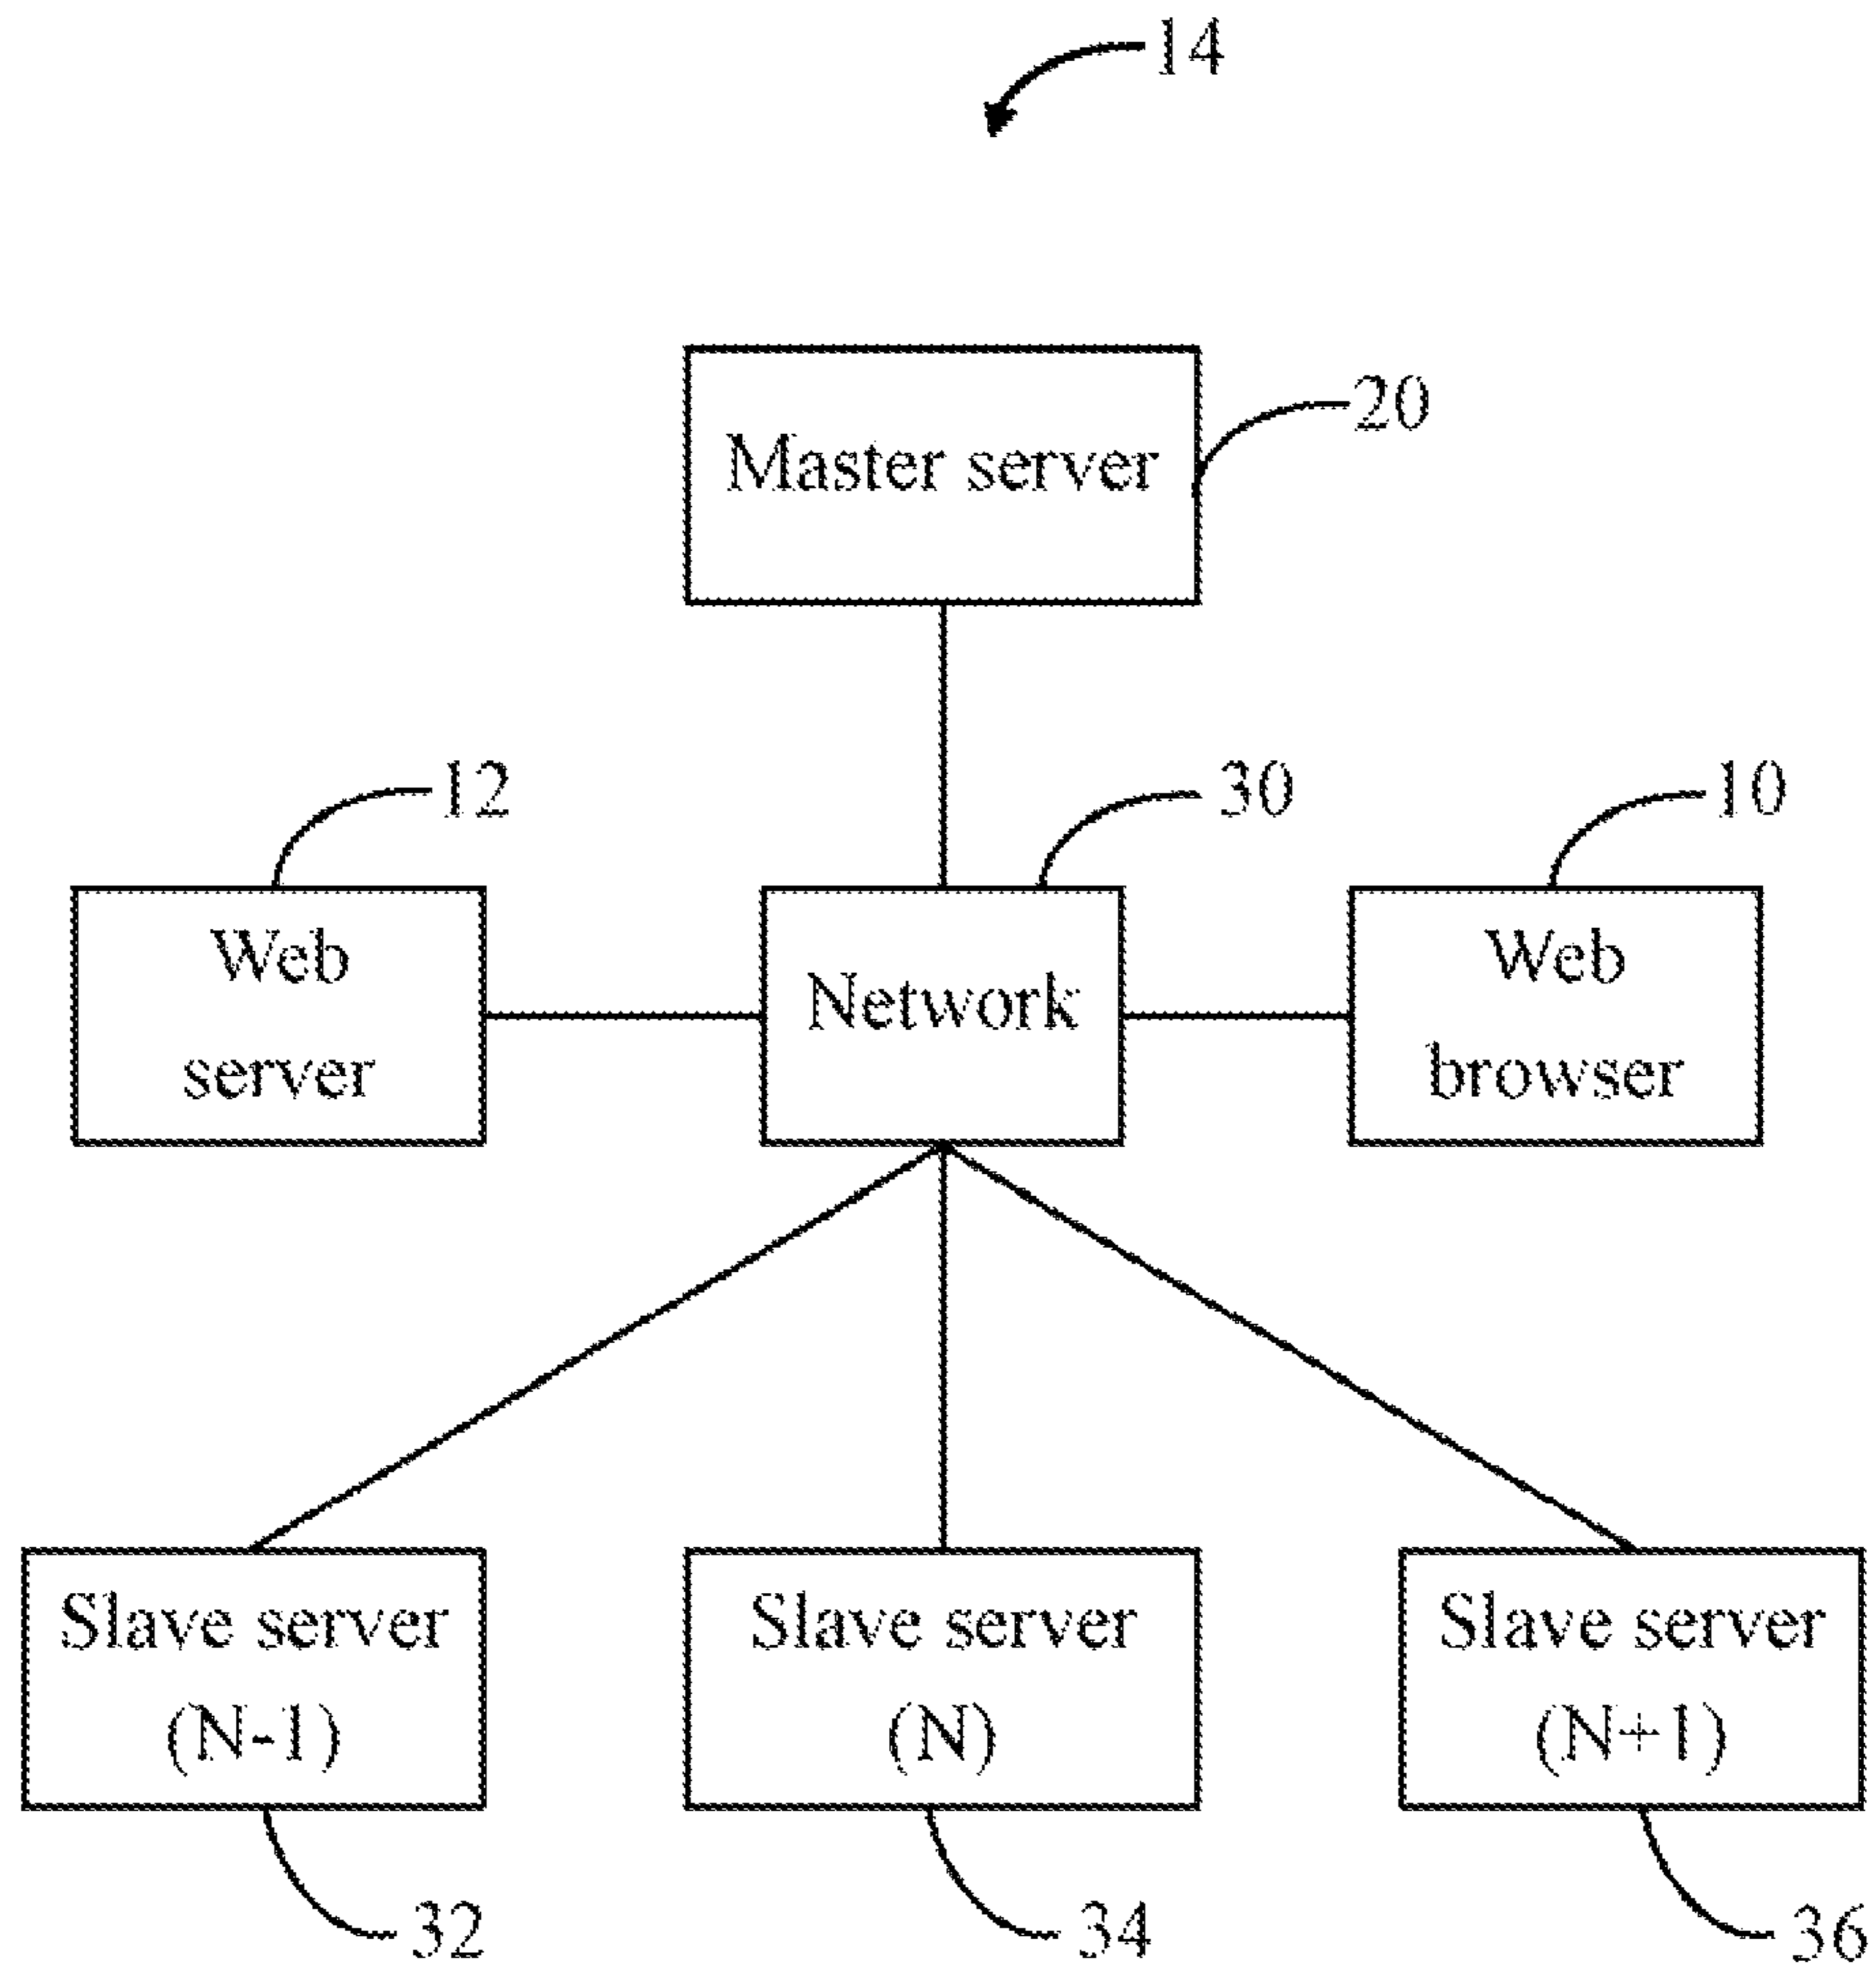 14
Master server
20
12
30
10
Web
server
Network
Web
browser
Slave server
(N-1)
Slave server
(N)
Slave server
(N+1)
32
34
36